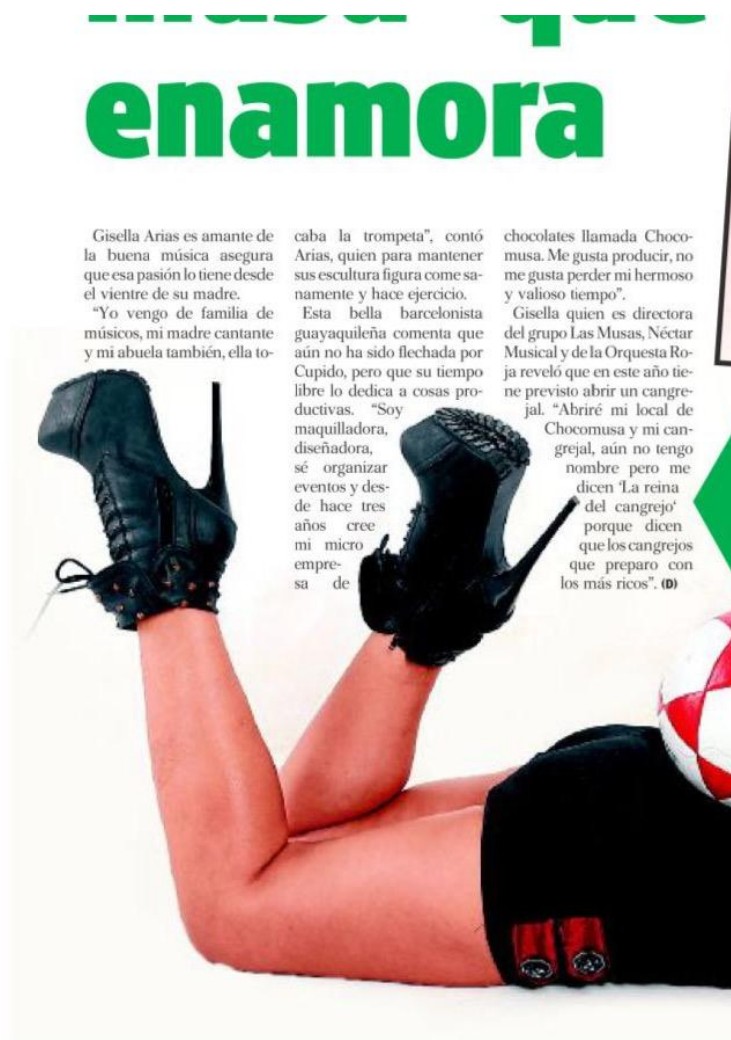 enamora
Gisella Arias es amante de
la buena música asegura
que esa pasión lo tiene desde
el vientre de su madre.
“Yo vengo de familia de
músicos, mi madre cantante
y mi abuela también, ella to-
caba la trompeta”, contó
Arias, quien para mantener
sus escultura figura come sa-
namente y hace ejercicio.
Esta bella barcelonista
guayaquileña comenta que
aún no ha sido flechada por
Cupido, pero que su tiempo
libre lo dedica a cosas pro-
ductivas. “Soy
maquilladora,
diseñadora,
sé organizar
eventos y des-
de hace tres
años cree
mi micro
empre-
sa de
chocolates llamada Choco-
musa. Me gusta producir, no
me gusta perder mi hermoso
y valioso tiempo”.
Gisella quien es directora
del grupo Las Musas, Néctar
Musical y de la Orquesta Ro-
ja reveló que en este año tie-
ne previsto abrir un cangre-
jal. “Abriré mi local de
Chocomusa y mi can-
grejal, aún no tengo
nombre pero me
dicen ‘La reina
del cangrejo‘
porque dicen
que los cangrejos
que preparo con
los más ricos”. (D)